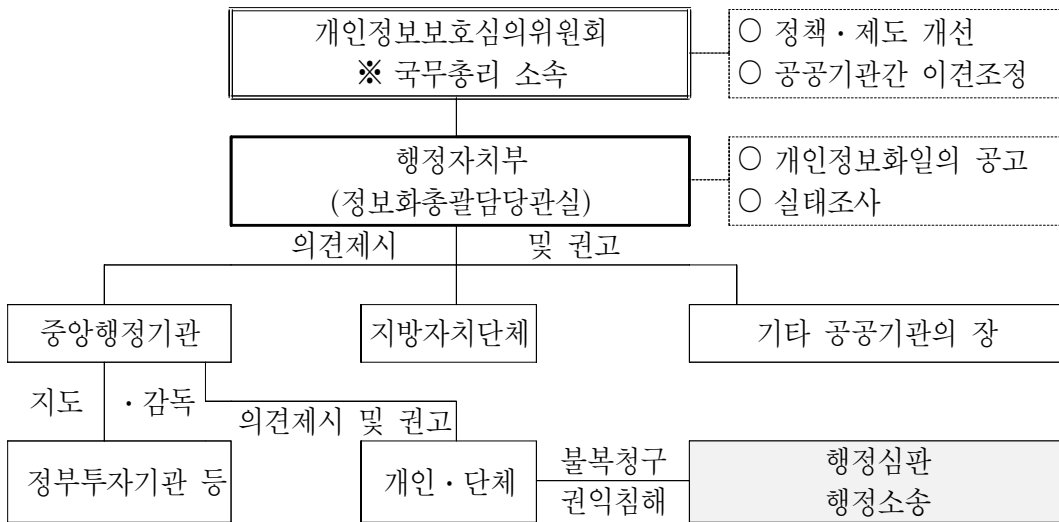 개인정보보호심의위원회
※ 국무총리 소속
○ 정책·제도 개선
○ 공공기관간 이견조정
행정자치부
(정보화총괄담당관실)
○ 개인정보화일의 공고
○ 실태조사
의견제시 및 권고
중앙행정기관
지방자치단체
기타 공공기관의 장
지도 ·감독
의견제시 및 권고
정부투자기관 등
개인·단체
불복청구
권익침해
행정심판
행정소송